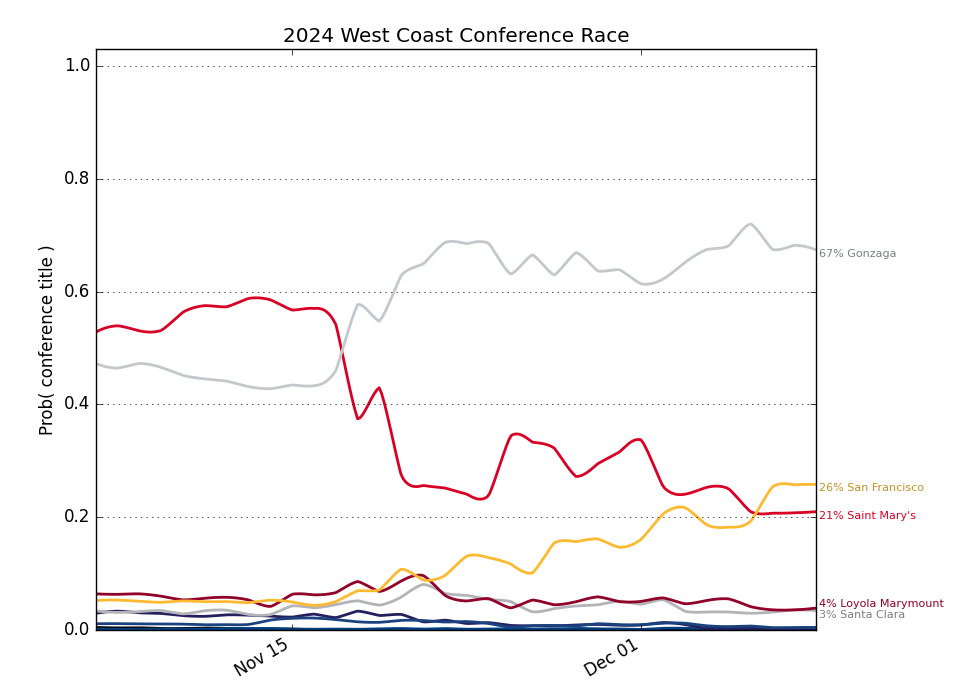 2024 West Coast Conference Race
1.0
0.8
0.6
0.4
0.2
0.0
Prob( conference title )
67% Gonzaga
26% San Francisco
21% Saint Mary's
4% Loyola Marymount
3% Santa Clara
Nov 15
Dec 01